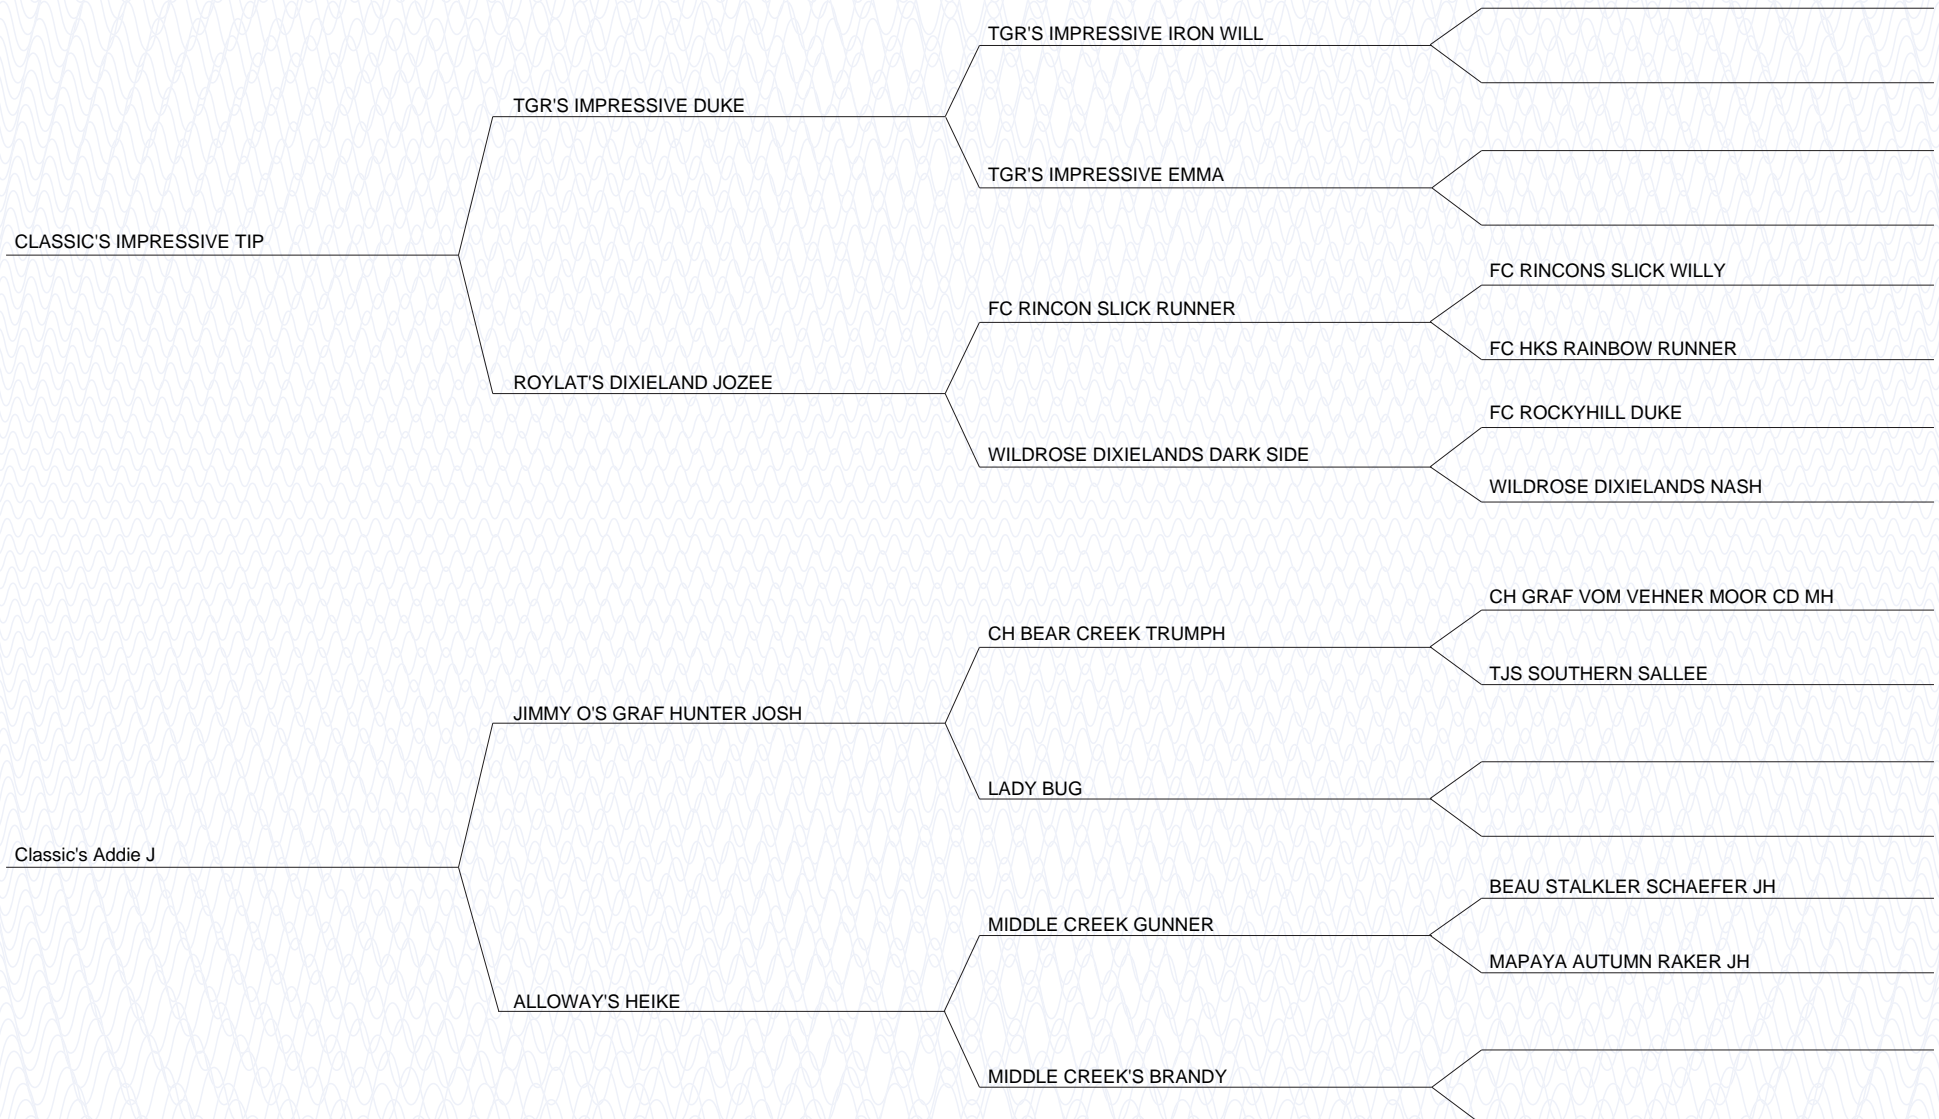 TGR'S IMPRESSIVE IRON WILL
TGR'S IMPRESSIVE DUKE
TGR'S IMPRESSIVE EMMA
CLASSIC'S IMPRESSIVE TIP
FC RINCONS SLICK WILLY
FC RINCON SLICK RUNNER
FC HKS RAINBOW RUNNER
ROYLAT'S DIXIELAND JOZEE
FC ROCKYHILL DUKE
WILDROSE DIXIELANDS DARK SIDE
WILDROSE DIXIELANDS NASH
CH GRAF VOM VEHNER MOOR CD MH
CH BEAR CREEK TRUMPH
TJS SOUTHERN SALLEE
JIMMY O'S GRAF HUNTER JOSH
LADY BUG
Classic's Addie J
BEAU STALKLER SCHAEFER JH
MIDDLE CREEK GUNNER
MAPAYA AUTUMN RAKER JH
ALLOWAY'S HEIKE
MIDDLE CREEK'S BRANDY